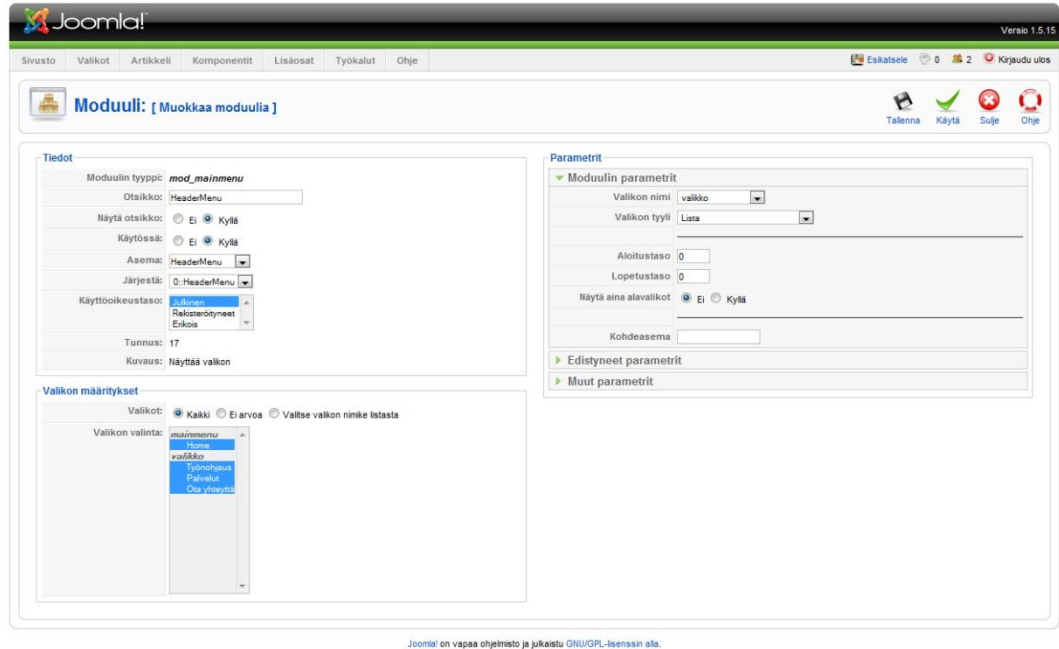 Joomla!
Versio 1.5.15
Sivusto Valikot Artikkeli Komponentit Lisäosat Työkalut Ohje Esikatsele 0 2 Kirjaudu ulos
Moduuli: [ Muokkaa moduulia ]
Tallenna Käytä Sulje Ohje
Tiedot
Moduulin tyyppi: mod_mainmenu
Otsikko: HeaderMenu
Näytä otsikko: Ei Kyllä
Käytössä: Ei Kyllä
Asema: HeaderMenu
Järjestä: 0::HeaderMenu
Käyttöoikeustaso: Julkinen
Rekisteröityneet
Erikois
Tunnus: 17
Kuvaus: Näyttää valikon
Valikon määritykset
Valikot: Kaikki Ei arvoa Valitse valikon nimike listasta
Valikon valinta: mainmenu
Home
valikko
Työnohjaus
Palvelut
Ota yhteyttä
Parametrit
Moduulin parametrit
Valikon nimi valikko
Valikon tyyli Lista
Aloitustaso 0
Lopetustaso 0
Näytä aina alavalikot Ei Kyllä
Kohdeasema
Edistyneet parametrit
Muut parametrit
Joomla! on vapaa ohjelmisto ja julkaistu GNU/GPL-lisenssin alla.